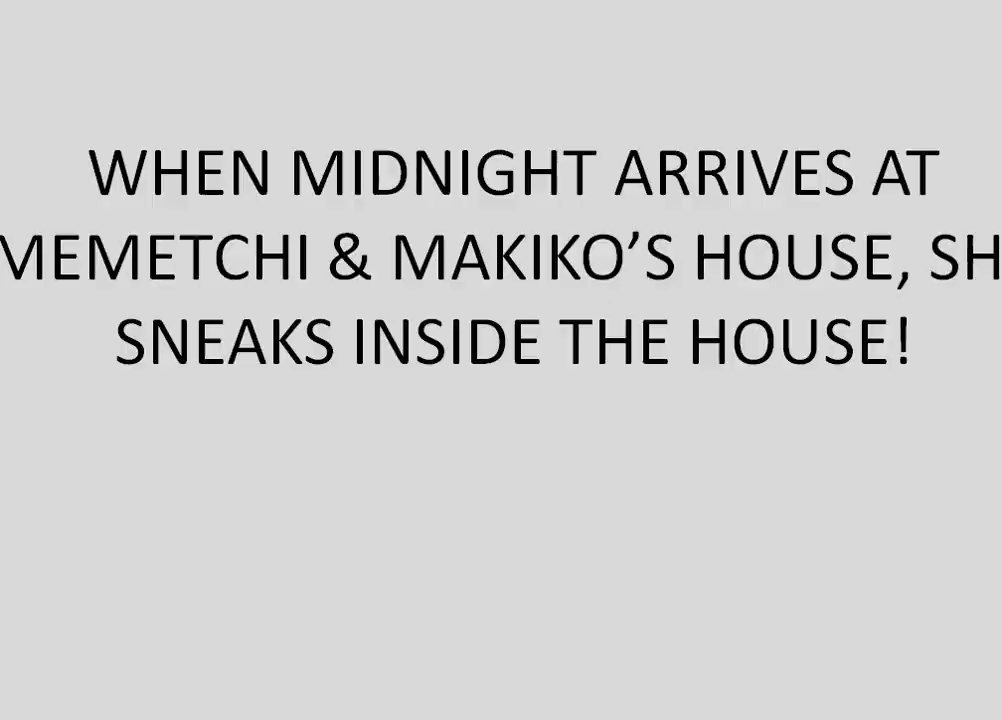 WHEN MIDNIGHT ARRIVES AT
MEMETCHI & MAKIKO’S HOUSE, SH
SNEAKS INSIDE THE HOUSE!